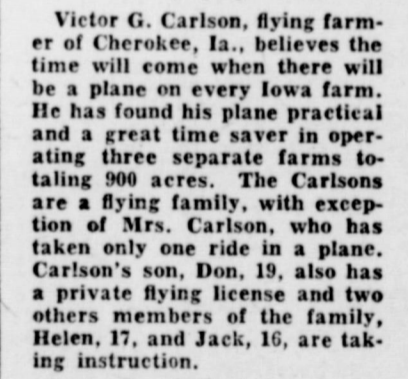 Victor G. Carlson, flying farm-
er of Cherokee, Ia., believes the
time will come when there will
be a plane on every Iowa farm.
He has found his plane practical
and a great time saver in oper-
ating three separate farms to-
taling 900 acres. The Carlsons
are a flying family, with excep-
tion of Mrs. Carlson, who has
taken only one ride in a plane.
Carlson's son, Don, 19, also has
a private flying license and two
others members of the family,
Helen, 17, and Jack, 16, are tak-
ing instruction.